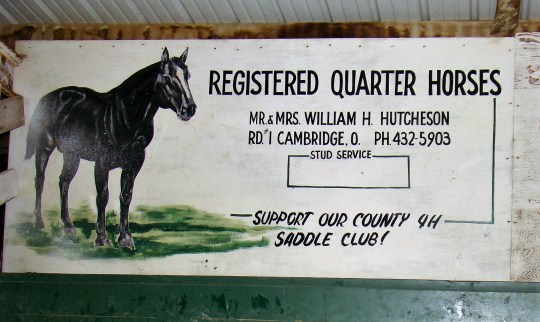 REGISTERED QUARTER HORSES
MR. & MRS. WILLIAM H. HUTCHESON
RD.#1 CAMBRIDGE, O. PH. 432-5903
STUD SERVICE
SUPPORT OUR COUNTY 4H
SADDLE CLUB!